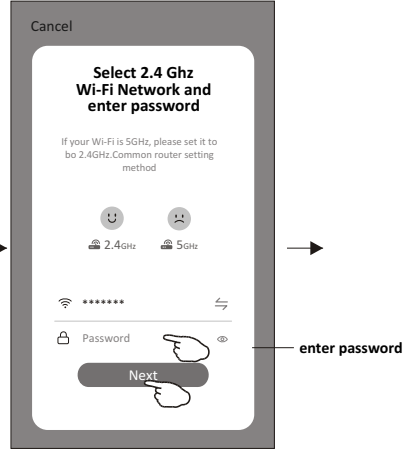 Cancel
Select 2.4 Ghz
Wi-Fi Network and
enter password
If your Wi-Fi is 5GHz, please set it to
bo 2.4GHz.Common router setting
method
2.4GHz 5GHz
*******
Password
enter password
Next